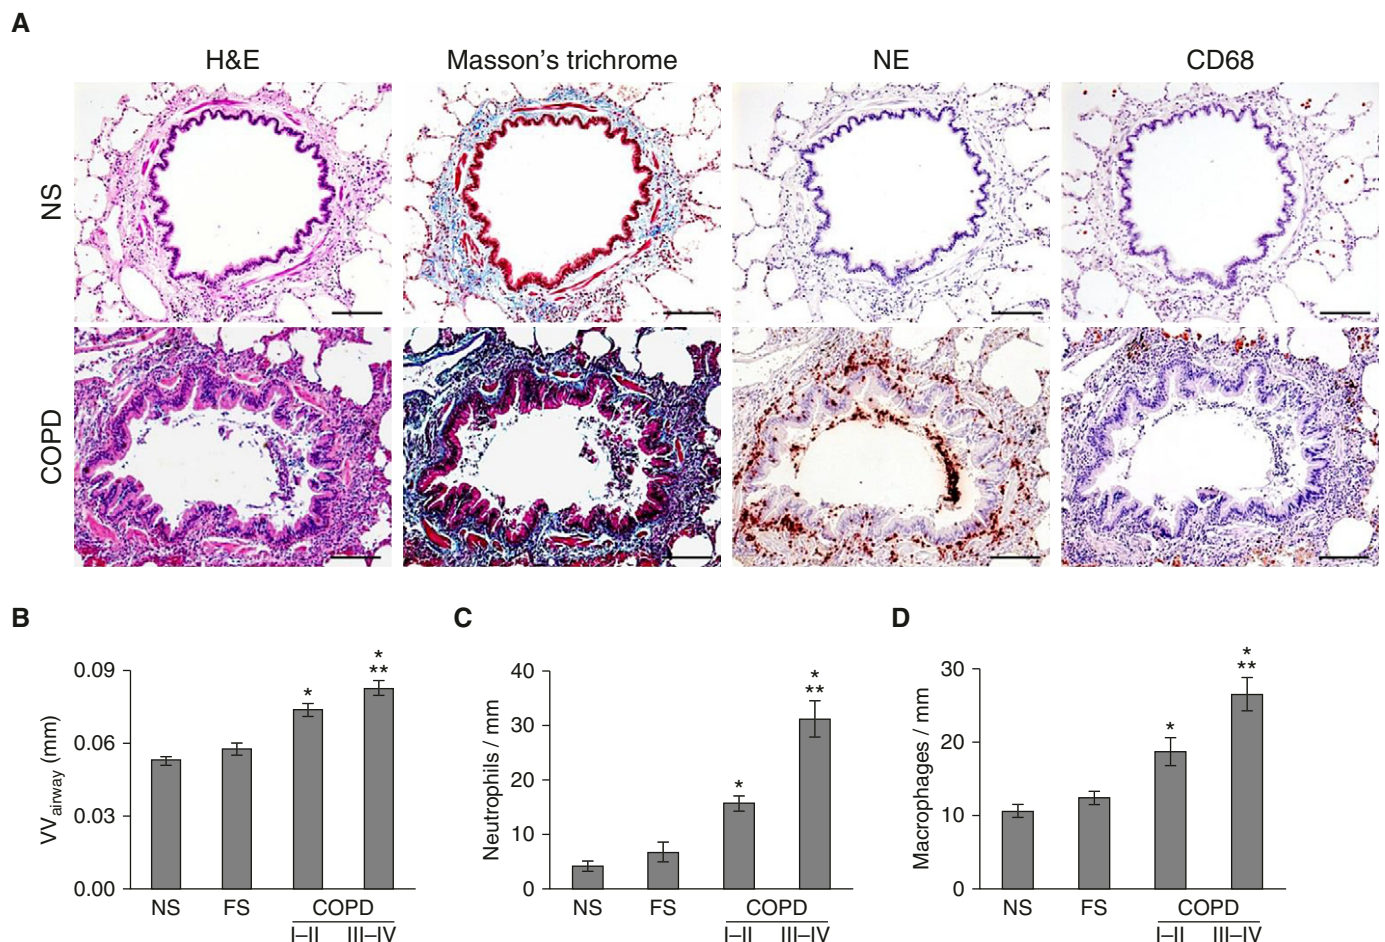 A
H&E Masson's trichrome NE CD68
NS
COPD
B
VV airway (mm)
0.09
0.06
0.03
0.00
*
*
**
NS FS COPD
I–II III–IV
C
Neutrophils / mm
40
30
20
10
0
*
*
**
NS FS COPD
I–II III–IV
D
Macrophages / mm
30
20
10
0
*
*
**
NS FS COPD
I–II III–IV